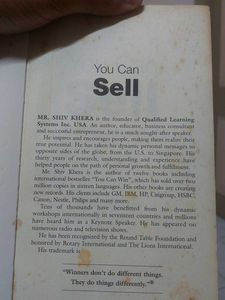 You Can
Sell
MR. SHIV KHERA is the founder of Qualified Learning
Systems Inc. USA. An author, educator, business consultant
and successful entrepreneur, he is a much sought-after speaker.
He inspires and encourages people, making them realize their
true potential. He has taken his dynamic personal messages to
opposite sides of the globe, from the U.S. to Singapore. His
thirty years of research, understanding and experience have
helped people on the path of personal growth and fulfillment.
Mr. Shiv Khera is the author of twelve books including
international bestseller "You Can Win", which has sold over two
million copies in sixteen languages. His other books are creating
new records. His clients include GM, IBM, HP, Citigroup, HSBC,
Canon, Nestle, Philips and many more.
Tens of thousands have benefitted from his dynamic
workshops internationally in seventeen countries and millions
have heard him as a Keynote Speaker. He has appeared on
numerous radio and television shows.
He has been recognized by the Round Table Foundation and
honored by Rotary International and The Lions International.
His trademark is
"Winners don't do different things.
They do things differently."®